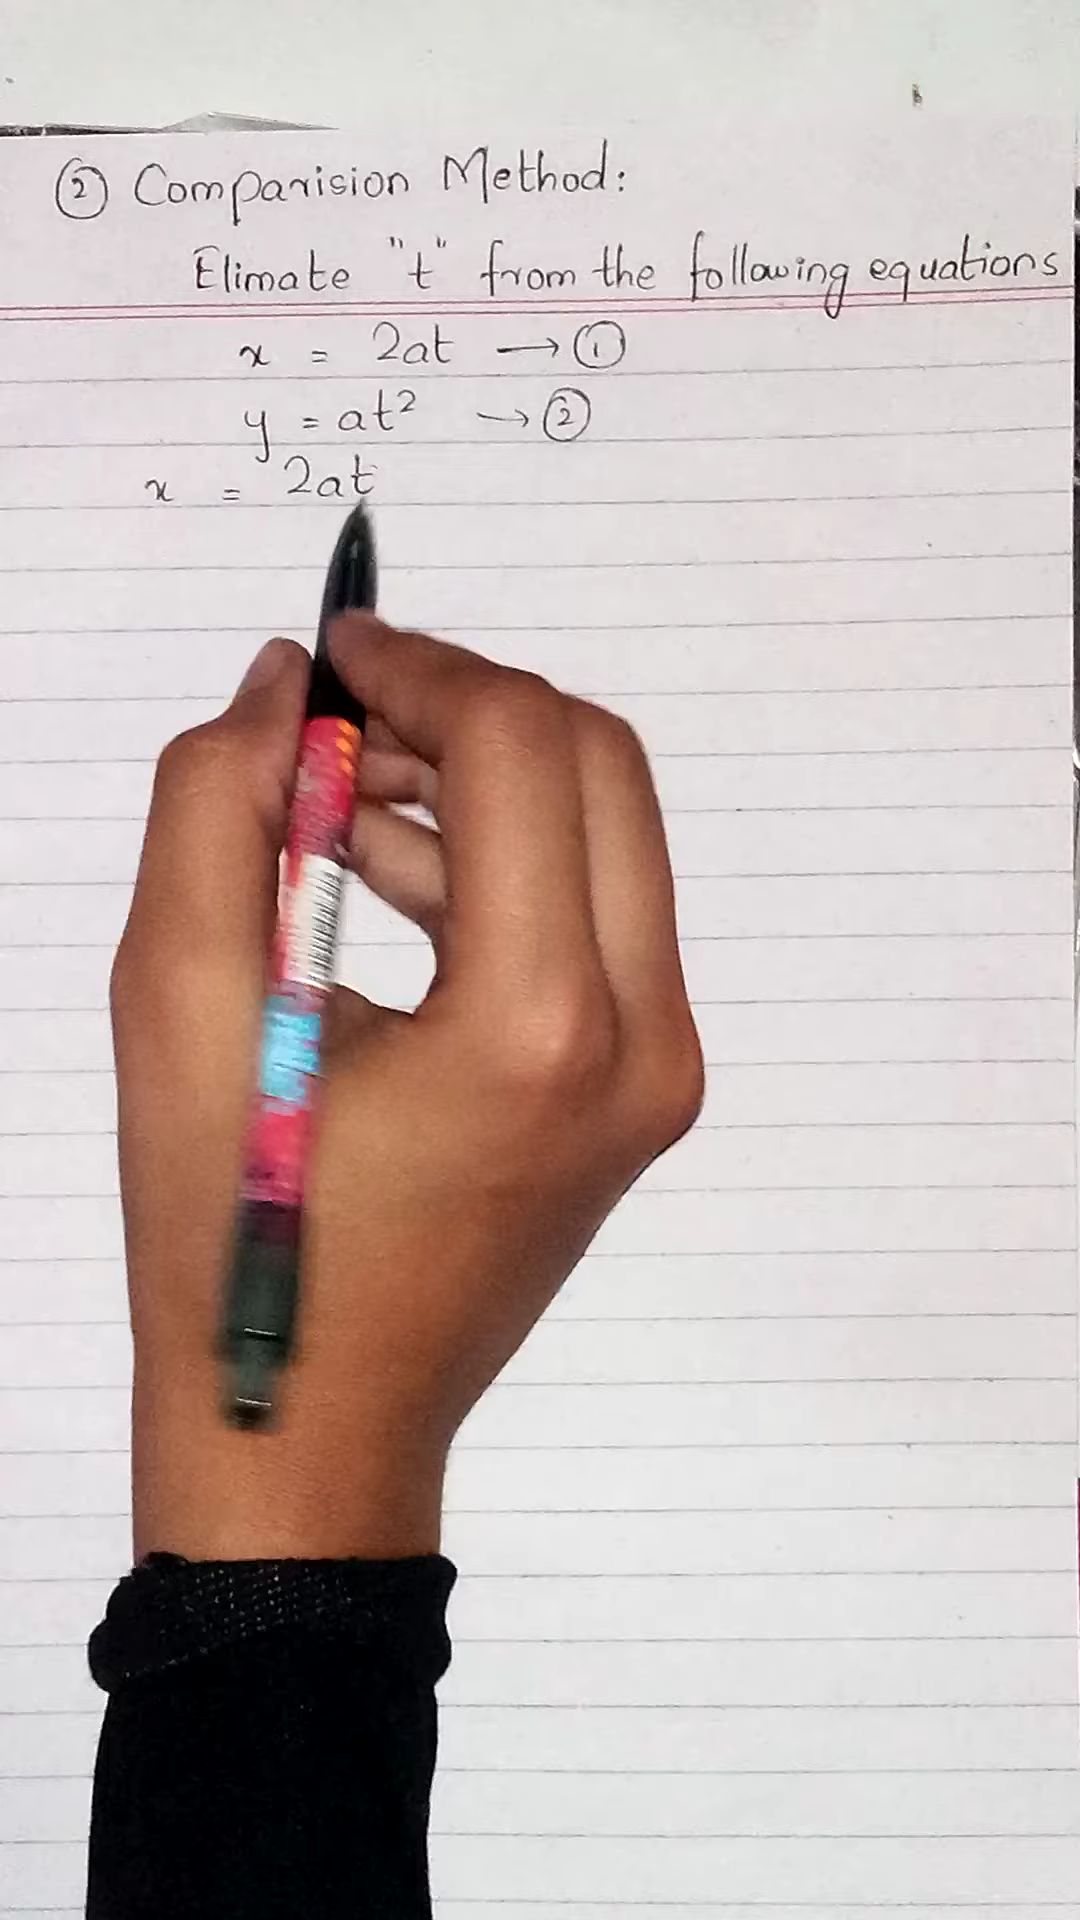 ② Comparision Method:
Elimate "t" from the following equations
x = 2at → ①
y = at² → ②
x = 2at